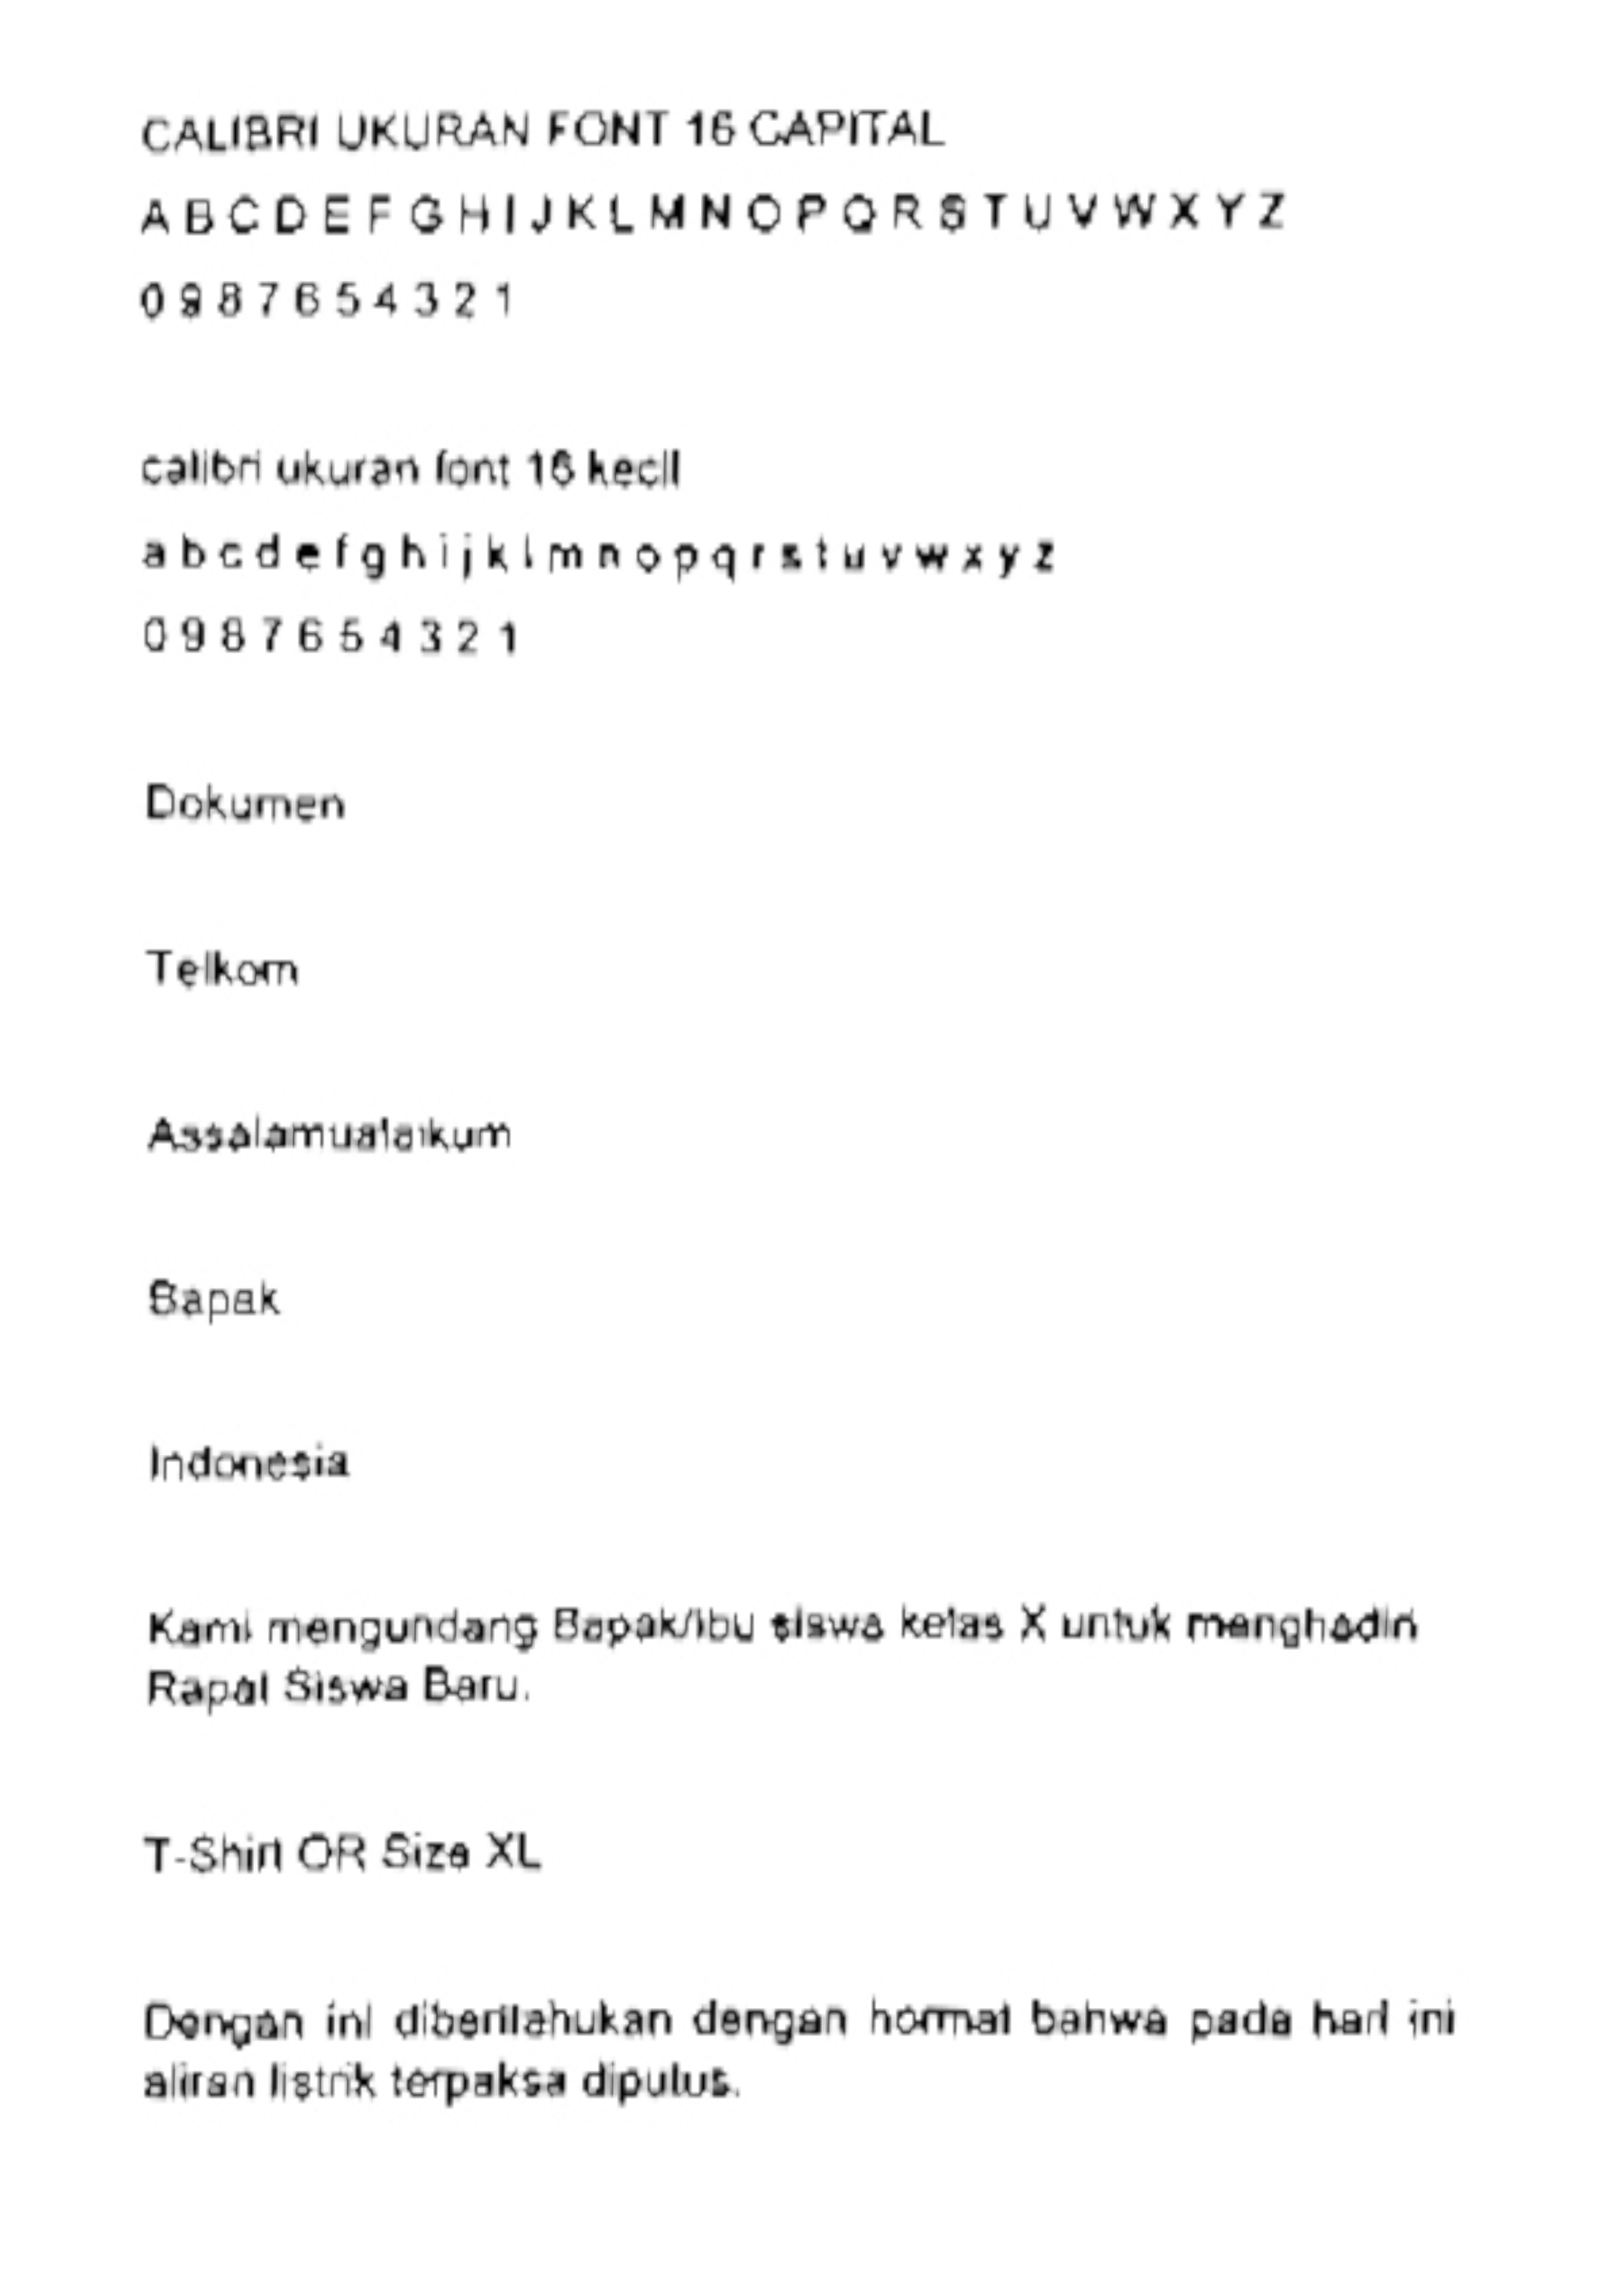 CALIBRI UKURAN FONT 16 CAPITAL
A B C D E F G H I J K L M N O P Q R S T U V W X Y Z
0 9 8 7 6 5 4 3 2 1
calibri ukuran font 16 kecil
a b c d e f g h i j k l m n o p q r s t u v w x y z
0 9 8 7 6 5 4 3 2 1
Dokumen
Telkom
Assalamualaikum
Bapak
Indonesia
Kami mengundang Bapak/Ibu siswa kelas X untuk menghadiri
Rapat Siswa Baru.
T-Shirt OR Size XL
Dengan ini diberitahukan dengan hormat bahwa pada hari ini
aliran listrik terpaksa diputus.